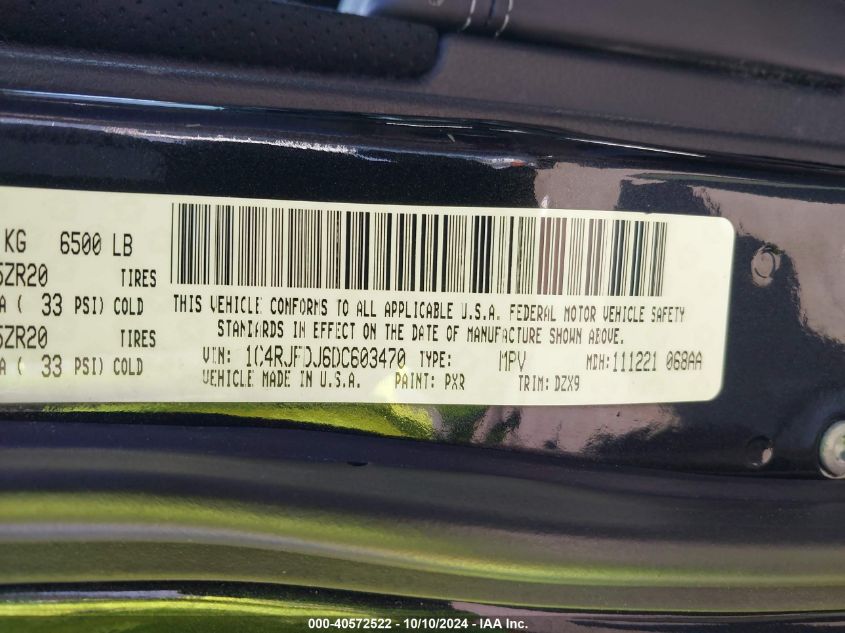 KG 6500 LB
5ZR20 TIRES
A ( 33 PSI) COLD
5ZR20 TIRES
A ( 33 PSI) COLD
THIS VEHICLE CONFORMS TO ALL APPLICABLE U.S.A. FEDERAL MOTOR VEHICLE SAFETY
STANDARDS IN EFFECT ON THE DATE OF MANUFACTURE SHOWN ABOVE.
VIN: 1C4RJFDJ6DC603470 TYPE: MPV MDH:111221 068AA
VEHICLE MADE IN U.S.A. PAINT: PXR TRIM: DZX9
000-40572522 - 10/10/2024 - IAA Inc.